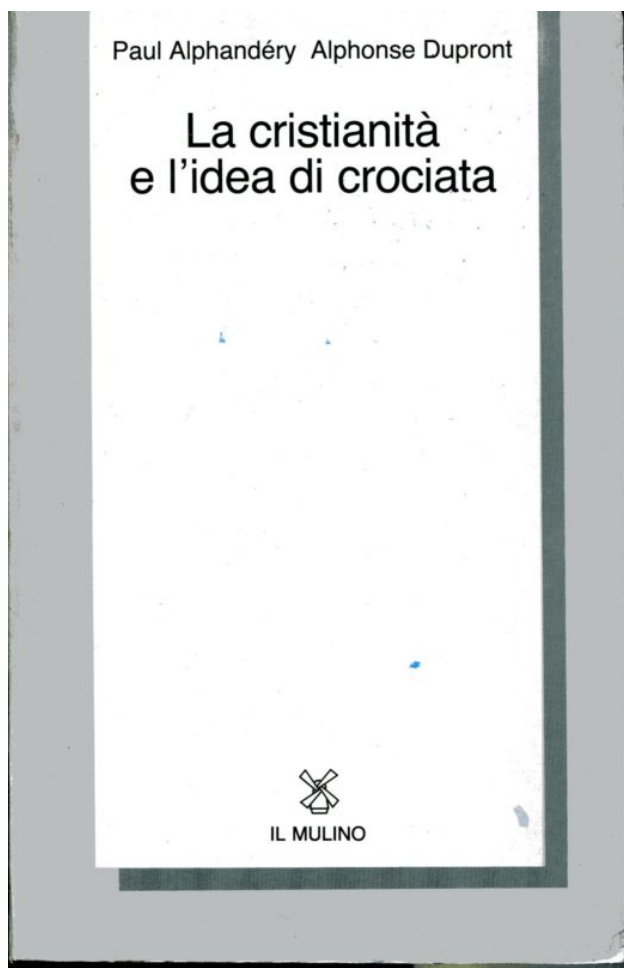 Paul Alphandéry Alphonse Dupront
La cristianità
e l'idea di crociata
IL MULINO